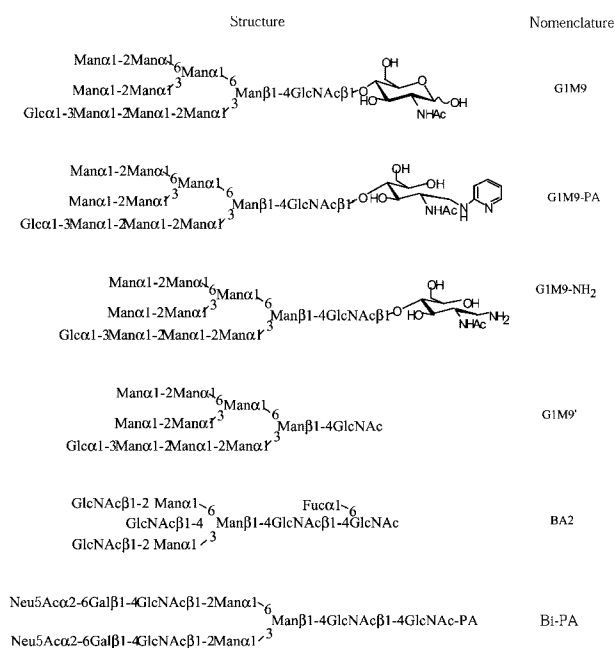 Structure Nomenclature
Manα1-2Manα1
6
Manα1
Manα1-2Manα1
3
6
Manβ1-4GlcNAcβ1
Glcα1-3Manα1-2Manα1-2Manα1
3
OH
O
HO
O
OH
NHAc
G1M9
Manα1-2Manα1
6
Manα1
Manα1-2Manα1
3
6
Manβ1-4GlcNAcβ1
Glcα1-3Manα1-2Manα1-2Manα1
3
OH
OH
O
HO
HNAc
N
H
N
G1M9-PA
Manα1-2Manα1
6
Manα1
Manα1-2Manα1
3
6
Manβ1-4GlcNAcβ1
Glcα1-3Manα1-2Manα1-2Manα1
3
OH
OH
O
HO
HNAc
NH2
G1M9-NH2
Manα1-2Manα1
6
Manα1
Manα1-2Manα1
3
6
Manβ1-4GlcNAc
Glcα1-3Manα1-2Manα1-2Manα1
3
G1M9'
GlcNAcβ1-2 Manα1
6
Fucα1
6
GlcNAcβ1-4
Manβ1-4GlcNAcβ1-4GlcNAc
3
GlcNAcβ1-2 Manα1
BA2
Neu5Acα2-6Galβ1-4GlcNAcβ1-2Manα1
6
Manβ1-4GlcNAcβ1-4GlcNAc-PA
3
Neu5Acα2-6Galβ1-4GlcNAcβ1-2Manα1
Bi-PA